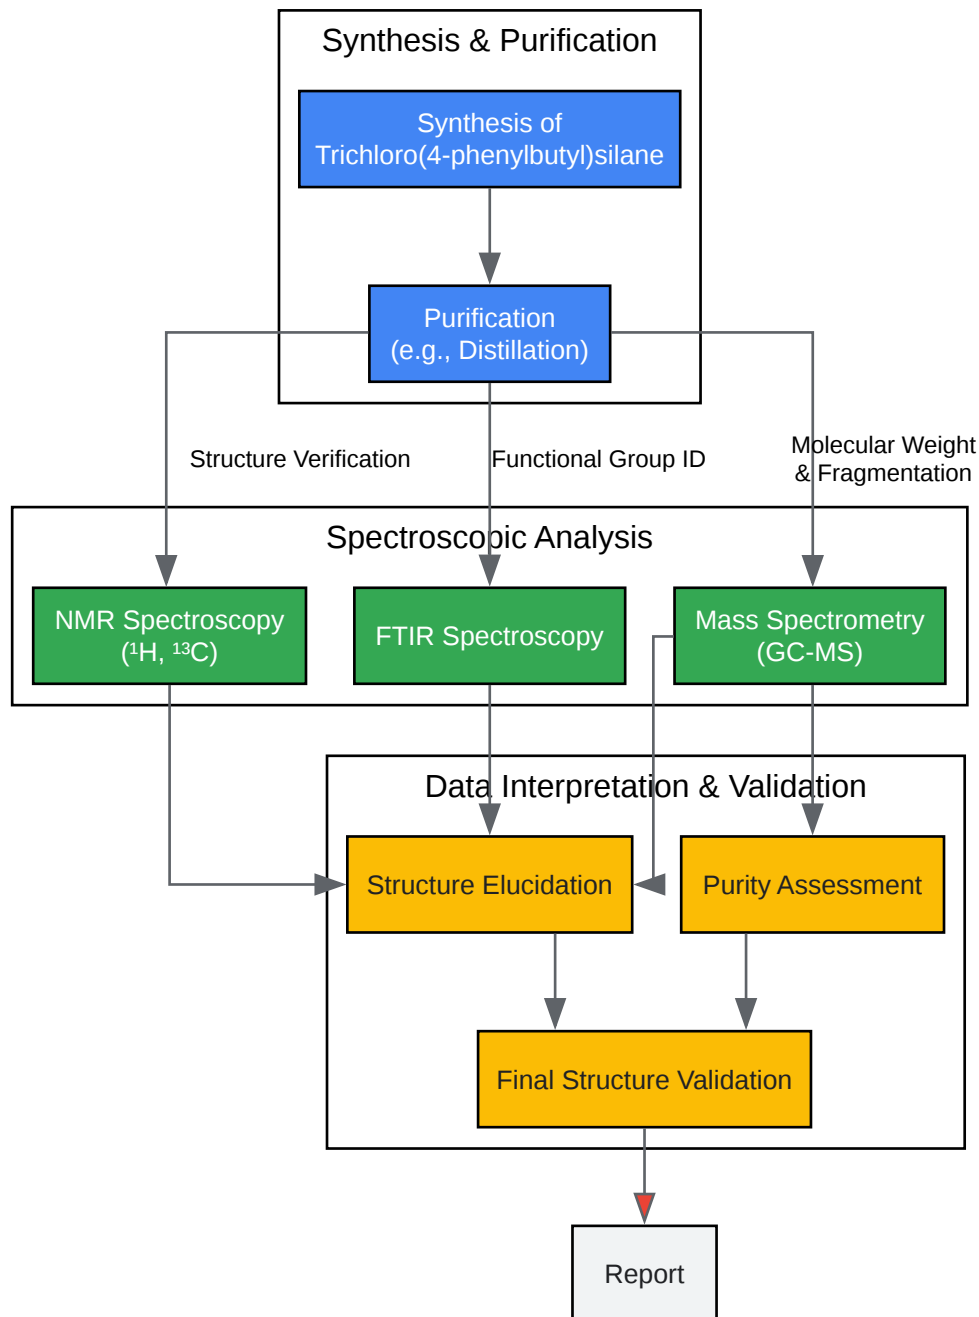 Synthesis & Purification
Synthesis of
Trichloro(4-phenylbutyl)silane
Purification
(e.g., Distillation)
Structure Verification
Functional Group ID
Molecular Weight
& Fragmentation
Spectroscopic Analysis
NMR Spectroscopy
(¹H, ¹³C)
FTIR Spectroscopy
Mass Spectrometry
(GC-MS)
Data Interpretation & Validation
Structure Elucidation
Purity Assessment
Final Structure Validation
Report